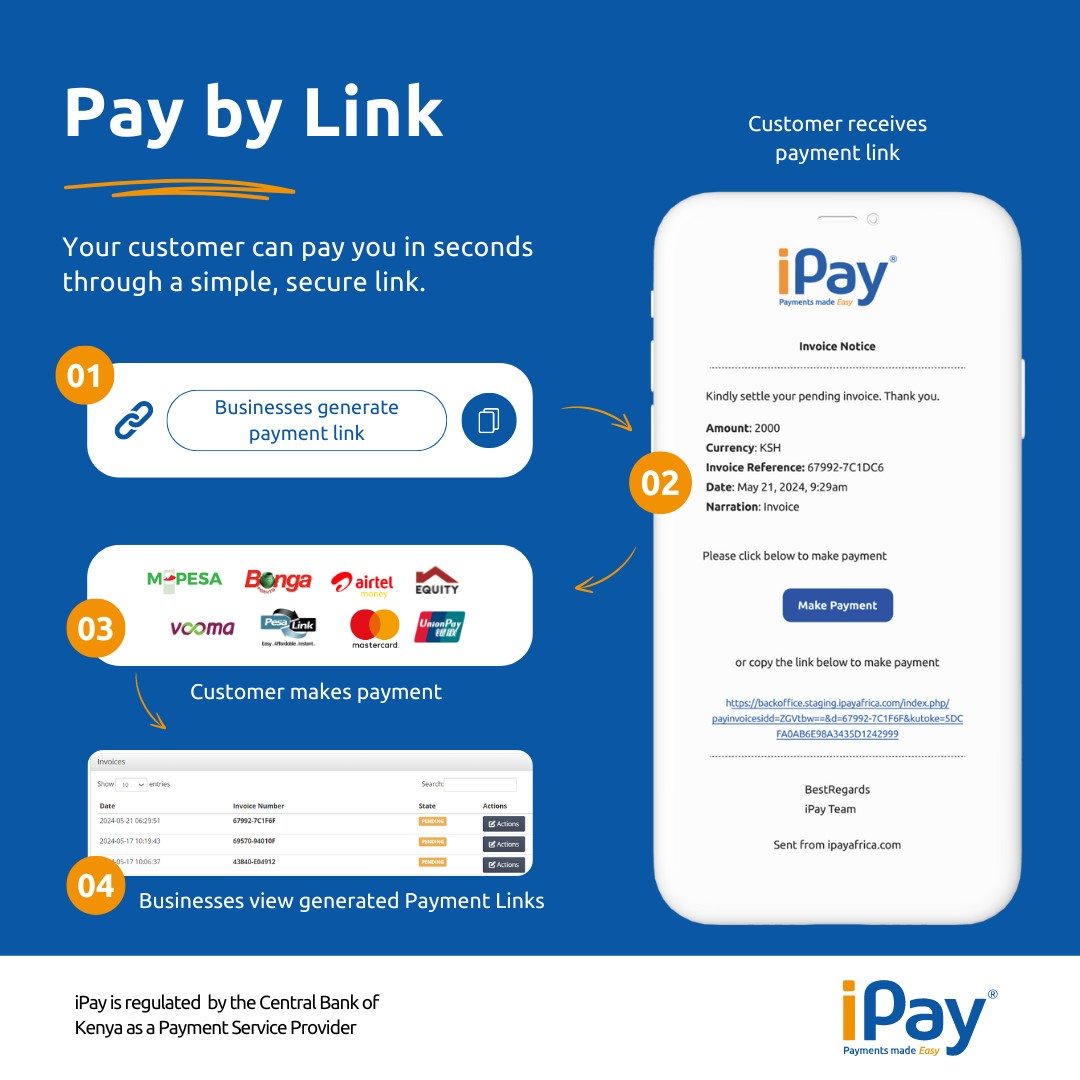 Pay by Link
Your customer can pay you in seconds
through a simple, secure link.
01
Businesses generate
payment link
Customer receives
payment link
02
iPay®
Payments made Easy
Invoice Notice
Kindly settle your pending invoice. Thank you.
Amount: 2000
Currency: KSH
Invoice Reference: 67992-7C1DC6
Date: May 21, 2024, 9:29am
Narration: Invoice
Please click below to make payment
Make Payment
or copy the link below to make payment
https://backoffice.staging.ipayafrica.com/index.php/
payinvoicesidd=ZGVtbw==&d=67992-7C1F6F&kutoke=5DC
FA0AB6E98A3435D1242999
BestRegards
iPay Team
Sent from ipayafrica.com
03
M-PESA Bonga airtel money EQUITY
vooma PesaLink Easy. Affordable. Instant. mastercard. UnionPay 银联
Customer makes payment
04
Invoices
Show 10 entries Search:
Date Invoice Number State Actions
2024-05-21 06:29:51 67992-7C1F6F PENDING Actions
2024-05-17 10:19:43 69570-94010F PENDING Actions
-05-17 10:06:37 43840-E04912 PENDING Actions
Businesses view generated Payment Links
iPay is regulated by the Central Bank of
Kenya as a Payment Service Provider
iPay®
Payments made Easy